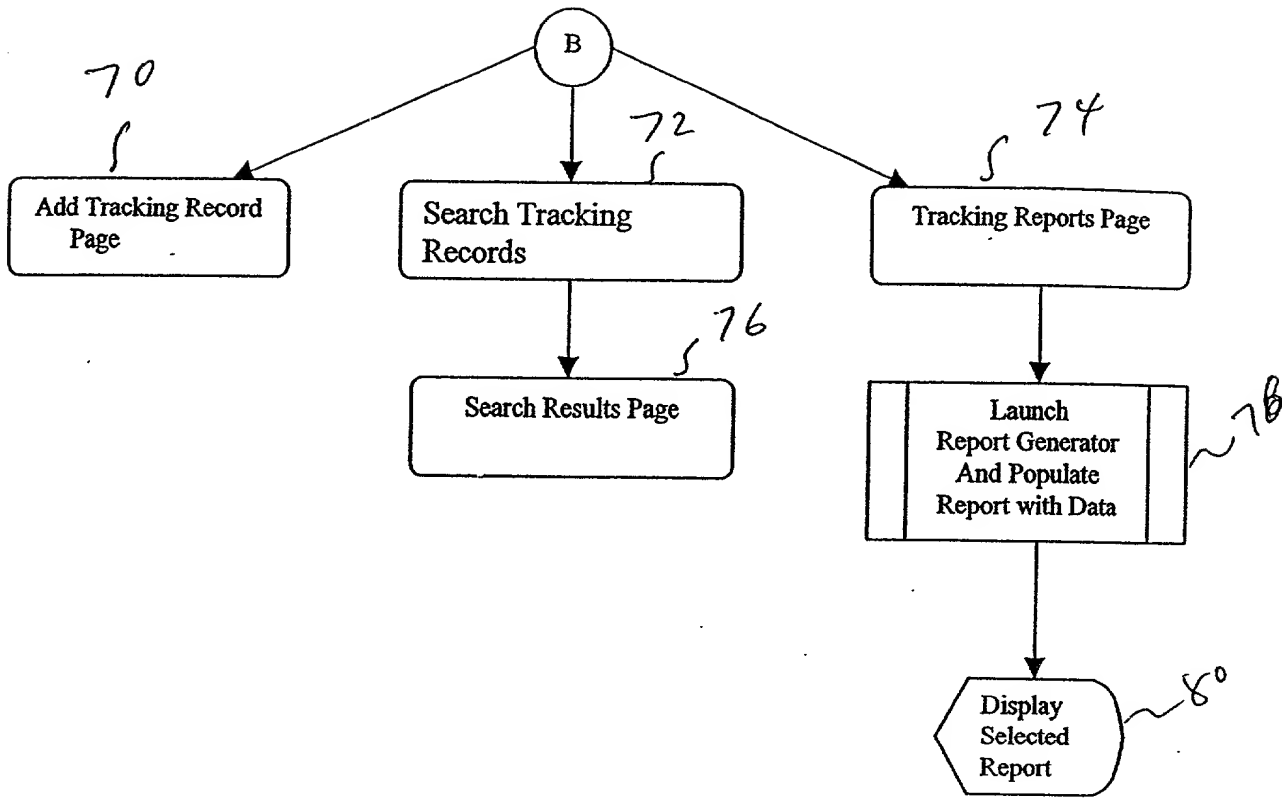 B
70
72
74
Add Tracking Record
Page
Search Tracking
Records
Tracking Reports Page
76
Search Results Page
Launch
Report Generator
And Populate
Report with Data
78
Display
Selected
Report
80